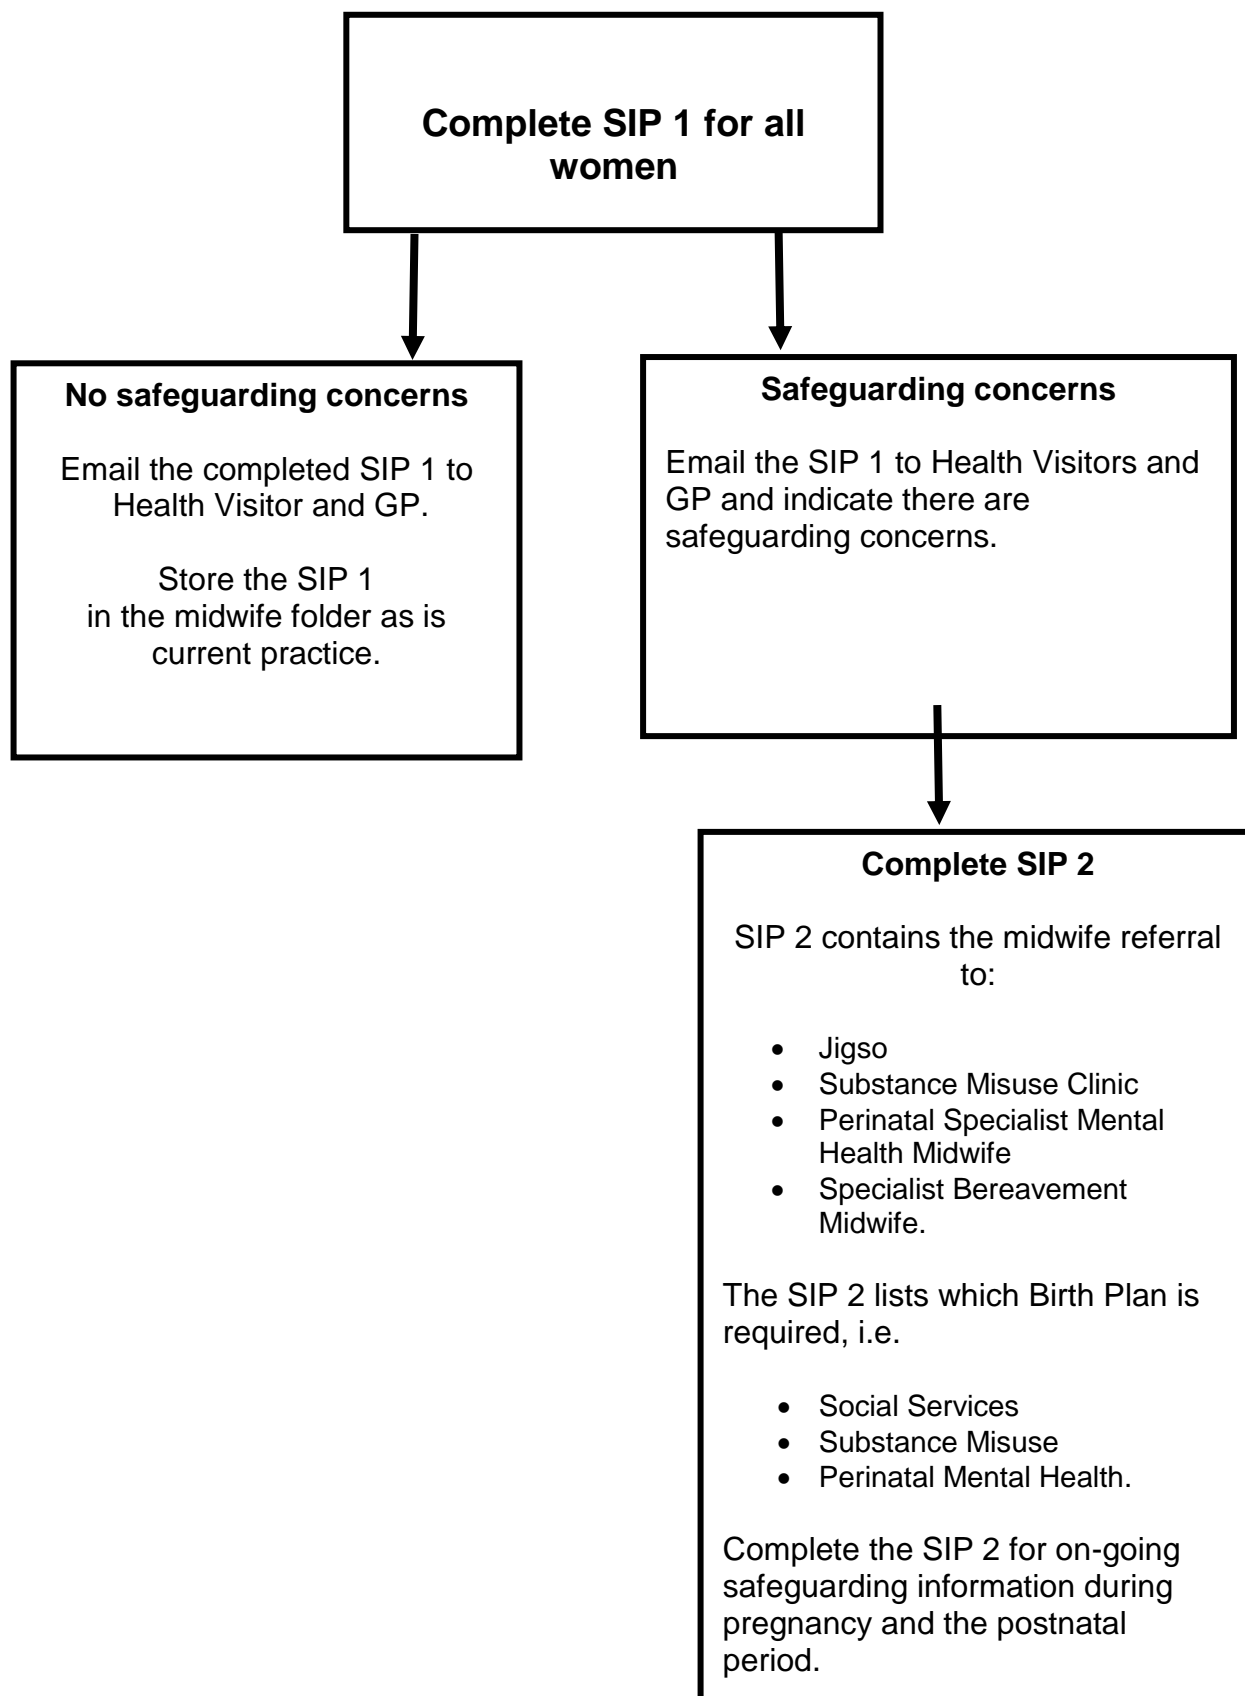 Complete SIP 1 for all
women
No safeguarding concerns
Email the completed SIP 1 to
Health Visitor and GP.
Store the SIP 1
in the midwife folder as is
current practice.
Safeguarding concerns
Email the SIP 1 to Health Visitors and
GP and indicate there are
safeguarding concerns.
Complete SIP 2
SIP 2 contains the midwife referral
to:
• Jigso
• Substance Misuse Clinic
• Perinatal Specialist Mental
Health Midwife
• Specialist Bereavement
Midwife.
The SIP 2 lists which Birth Plan is
required, i.e.
• Social Services
• Substance Misuse
• Perinatal Mental Health.
Complete the SIP 2 for on-going
safeguarding information during
pregnancy and the postnatal
period.